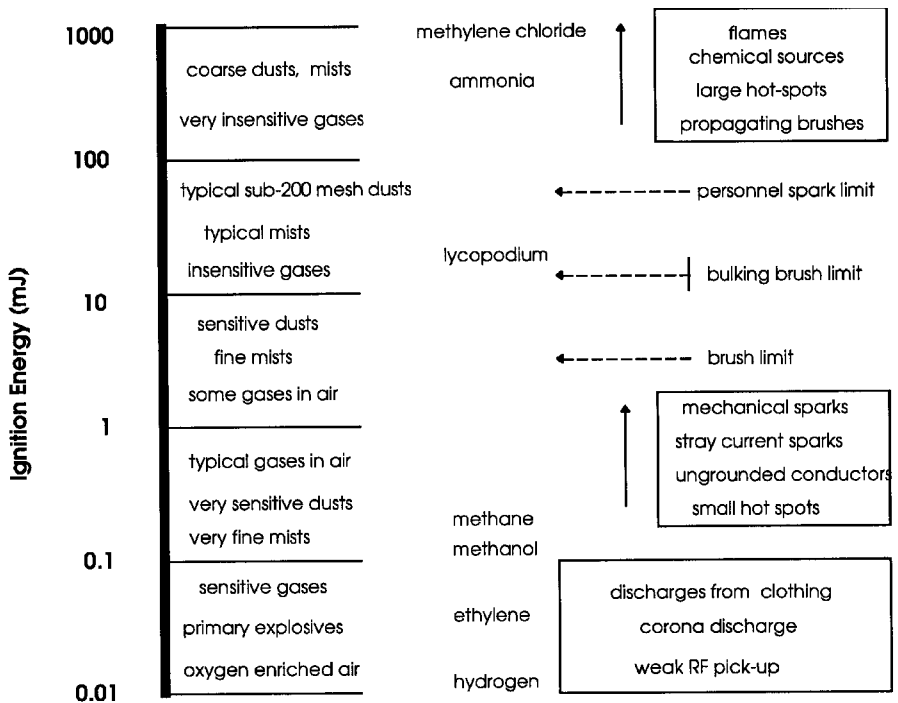 Ignition Energy (mJ)
1000
coarse dusts, mists
very insensitive gases
100
typical sub-200 mesh dusts
typical mists
insensitive gases
10
sensitive dusts
fine mists
some gases in air
1
typical gases in air
very sensitive dusts
very fine mists
0.1
sensitive gases
primary explosives
oxygen enriched air
0.01
methylene chloride
ammonia
lycopodium
methane
methanol
ethylene
hydrogen
flames
chemical sources
large hot-spots
propagating brushes
personnel spark limit
bulking brush limit
brush limit
mechanical sparks
stray current sparks
ungrounded conductors
small hot spots
discharges from clothing
corona discharge
weak RF pick-up